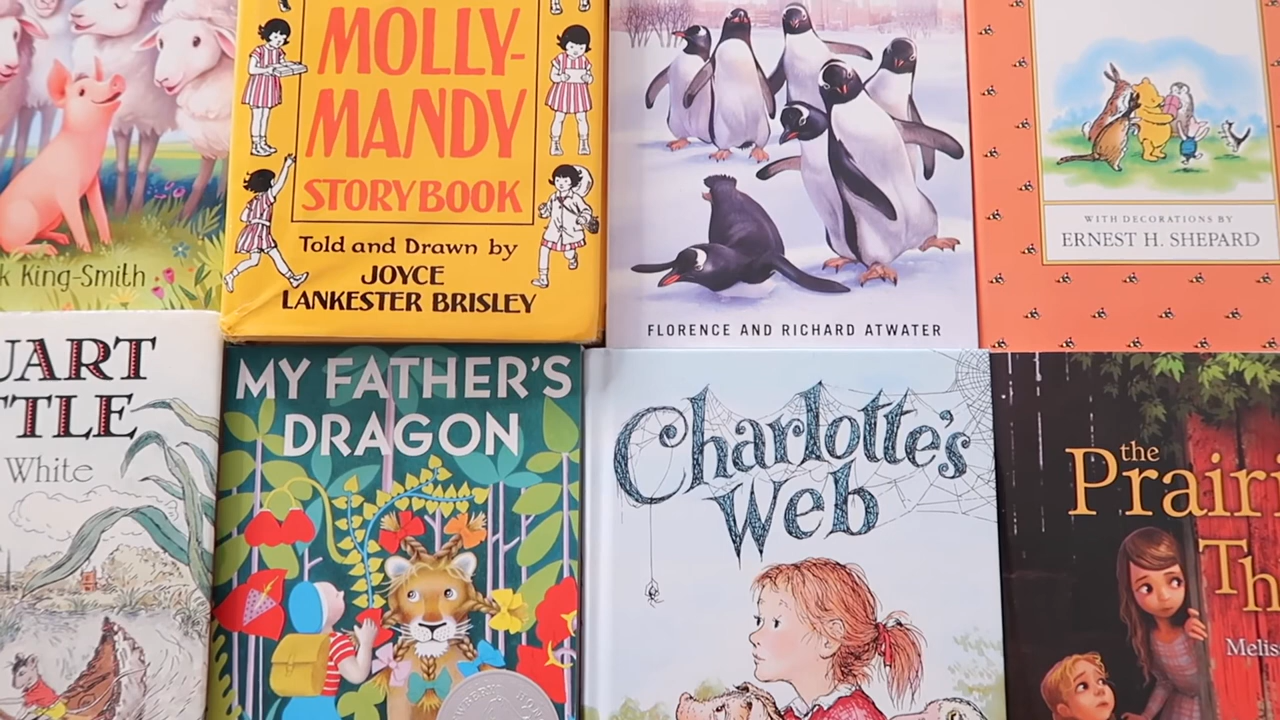 MOLLY-
MANDY
STORYBOOK
Told and Drawn by
JOYCE
LANKESTER BRISLEY
K King-Smith
FLORENCE AND RICHARD ATWATER
WITH DECORATIONS BY
ERNEST H. SHEPARD
UART
TTLE
White
MY FATHER'S
DRAGON
Charlotte's
Web
the
Prairi
Th
Melis